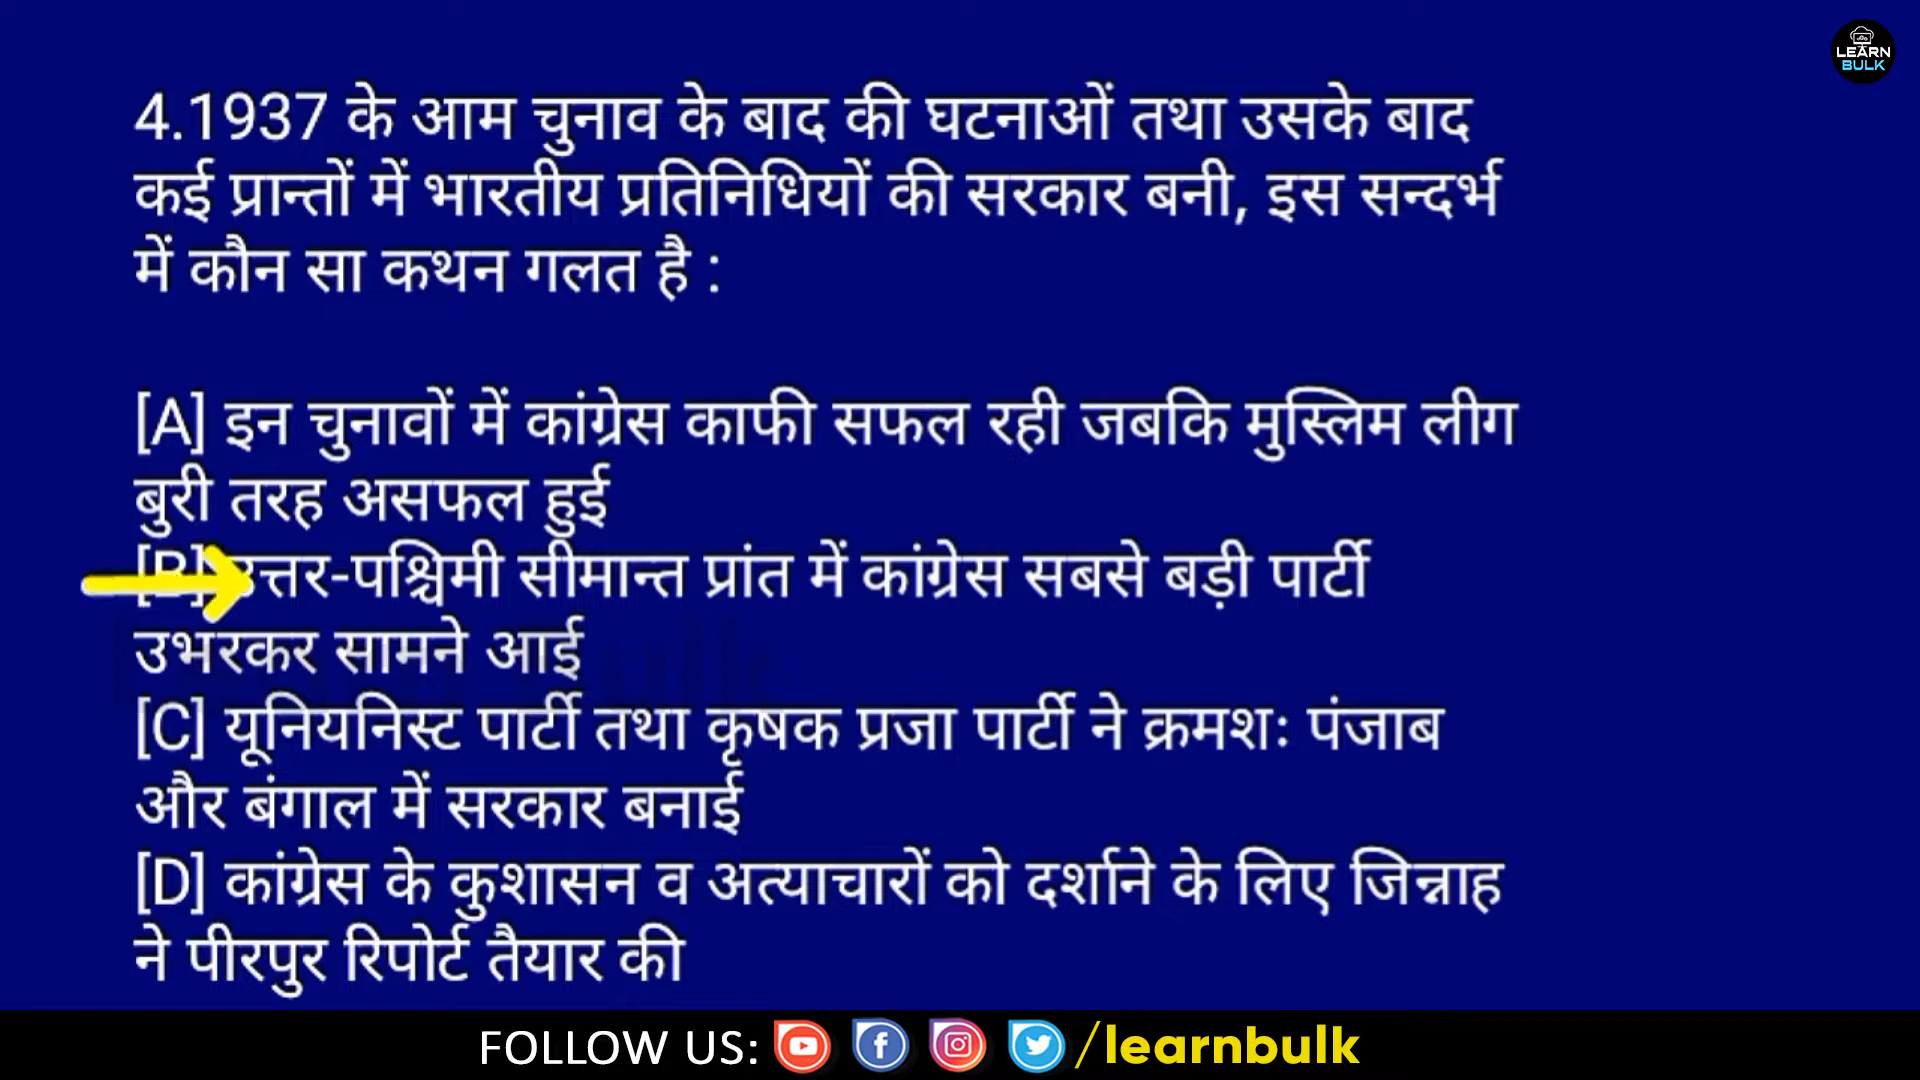 LEARN
BULK
4.1937 के आम चुनाव के बाद की घटनाओं तथा उसके बाद
कई प्रान्तों में भारतीय प्रतिनिधियों की सरकार बनी, इस सन्दर्भ
में कौन सा कथन गलत है :
[A] इन चुनावों में कांग्रेस काफी सफल रही जबकि मुस्लिम लीग
बुरी तरह असफल हुई
[B] उत्तर-पश्चिमी सीमान्त प्रांत में कांग्रेस सबसे बड़ी पार्टी
उभरकर सामने आई
[C] यूनियनिस्ट पार्टी तथा कृषक प्रजा पार्टी ने क्रमशः पंजाब
और बंगाल में सरकार बनाई
[D] कांग्रेस के कुशासन व अत्याचारों को दर्शाने के लिए जिन्नाह
ने पीरपुर रिपोर्ट तैयार की
FOLLOW US: /learnbulk